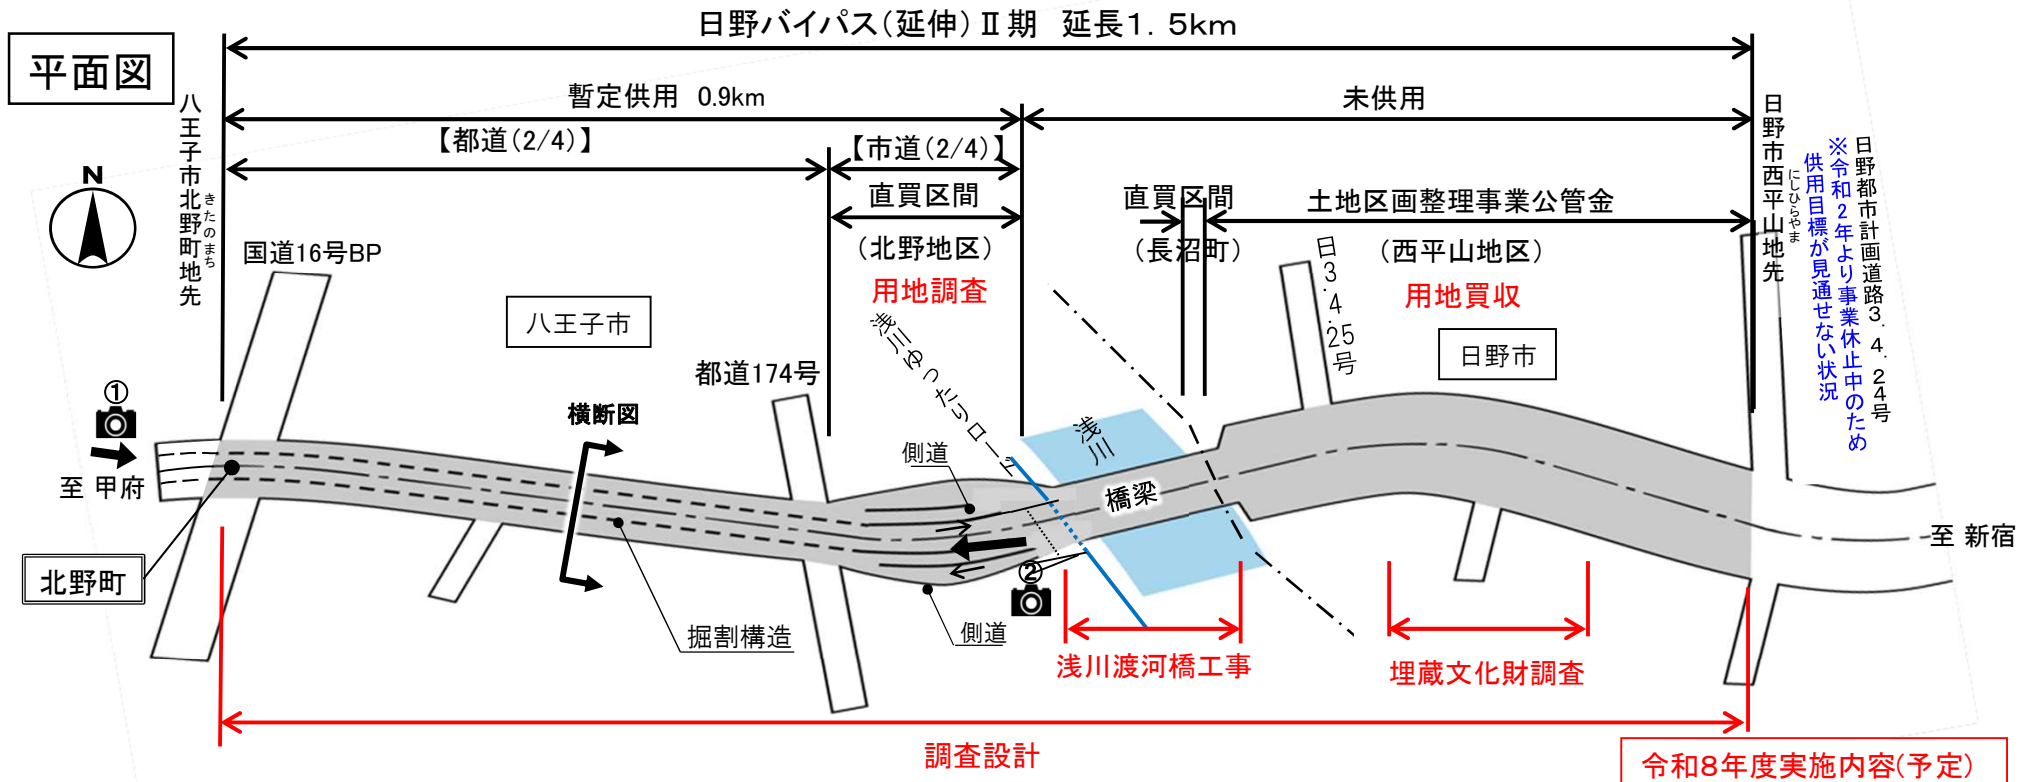 日野バイパス(延伸)Ⅱ期 延長1.5km
平面図
暫定供用 0.9km
未供用
【都道(2/4)】
【市道(2/4)】
八王子市北野町地先
きたのまち
日野市西平山地先
にしひらやま
日野都市計画道路3.4.24号
※令和2年より事業休止中のため
供用目標が見通せない状況
N
直買区間
(北野地区)
用地調査
直買区間
(長沼町)
土地区画整理事業公管金
(西平山地区)
用地買収
国道16号BP
八王子市
日野市
日3.4.25号
都道174号
浅川ゆったりロード
浅川
①
横断図
側道
橋梁
至 甲府
至 新宿
北野町
②
掘割構造
側道
浅川渡河橋工事
埋蔵文化財調査
調査設計
令和8年度実施内容(予定)